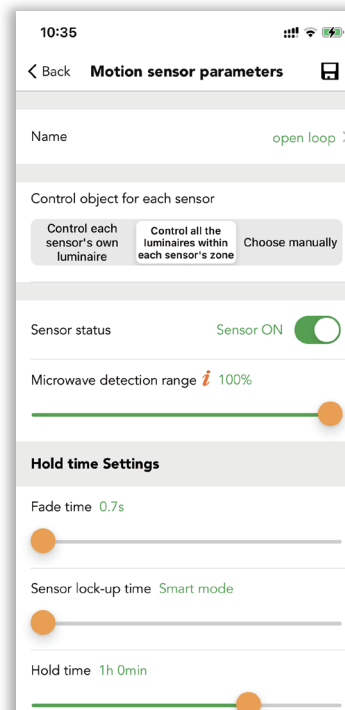 10:35
Back Motion sensor parameters
Name open loop
Control object for each sensor
Control each
sensor's own
luminaire
Control all the
luminaires within
each sensor's zone
Choose manually
Sensor status Sensor ON
Microwave detection range i 100%
Hold time Settings
Fade time 0.7s
Sensor lock-up time Smart mode
Hold time 1h 0min